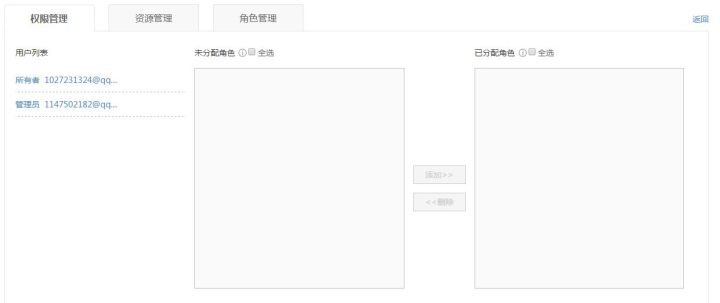 权限管理 资源管理 角色管理
返回
用户列表 未分配角色 全选 已分配角色 全选
所有者 1027231324@qq...
管理员 1147502182@qq...
添加>>
<<删除